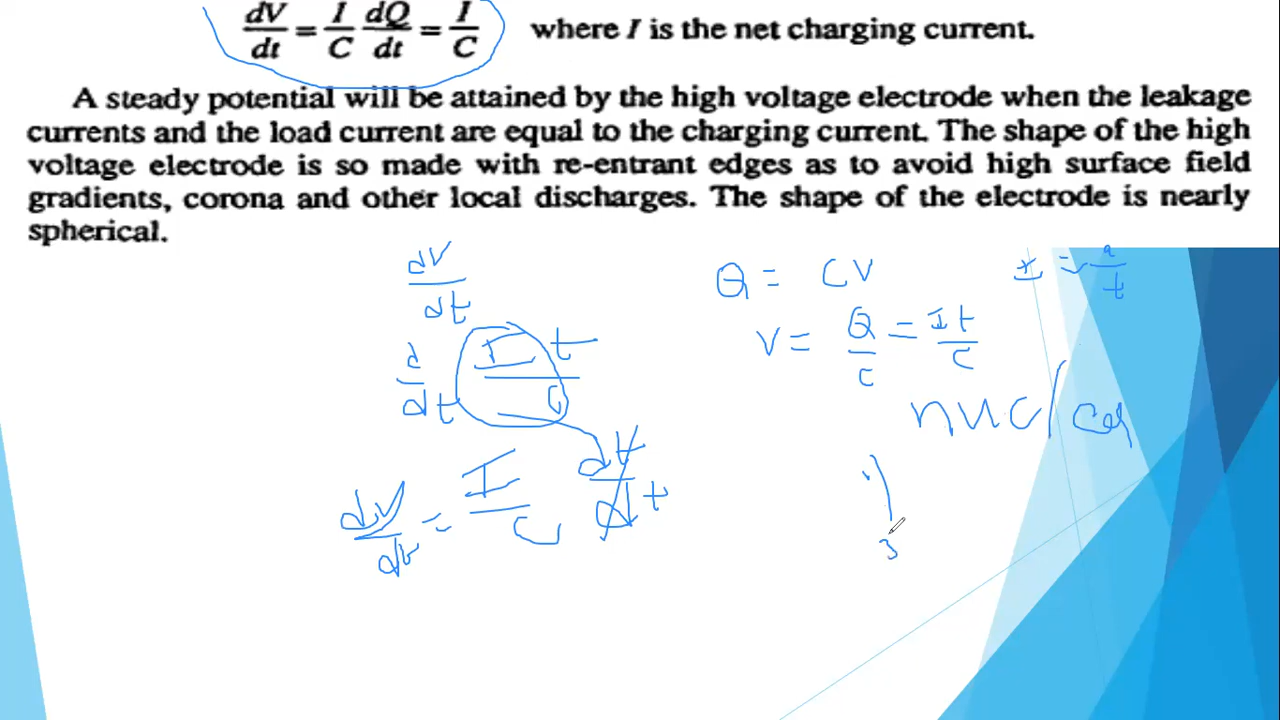 dV/dt = I/C dQ/dt = I/C where I is the net charging current.
A steady potential will be attained by the high voltage electrode when the leakage
currents and the load current are equal to the charging current. The shape of the high
voltage electrode is so made with re-entrant edges as to avoid high surface field
gradients, corona and other local discharges. The shape of the electrode is nearly
spherical.
dV/dt
d/dt I t/C
dv/dt = I/C dt/dt
Q = CV
V = Q/C = It/C